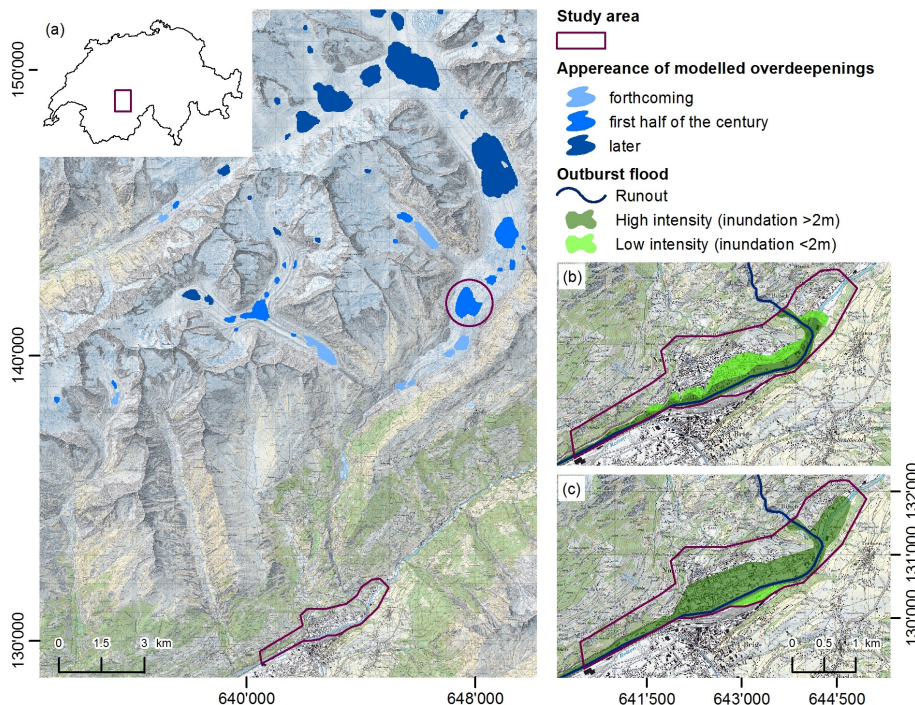 (a)
150'000
140'000
130'000
0 1.5 3 km
640'000
648'000
Study area
Appereance of modelled overdeepenings
forthcoming
first half of the century
later
Outburst flood
Runout
High intensity (inundation >2m)
Low intensity (inundation <2m)
(b)
(c)
132'000
131'000
130'000
0 0.5 1 km
641'500
643'000
644'500